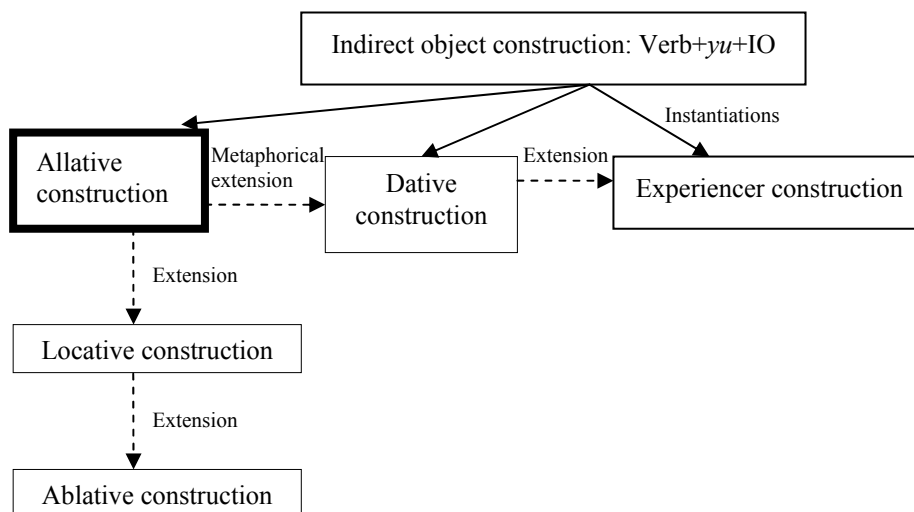 Indirect object construction: Verb+yu+IO
Instantiations
Allative
construction
Metaphorical
extension
Dative
construction
Extension
Experiencer construction
Extension
Locative construction
Extension
Ablative construction